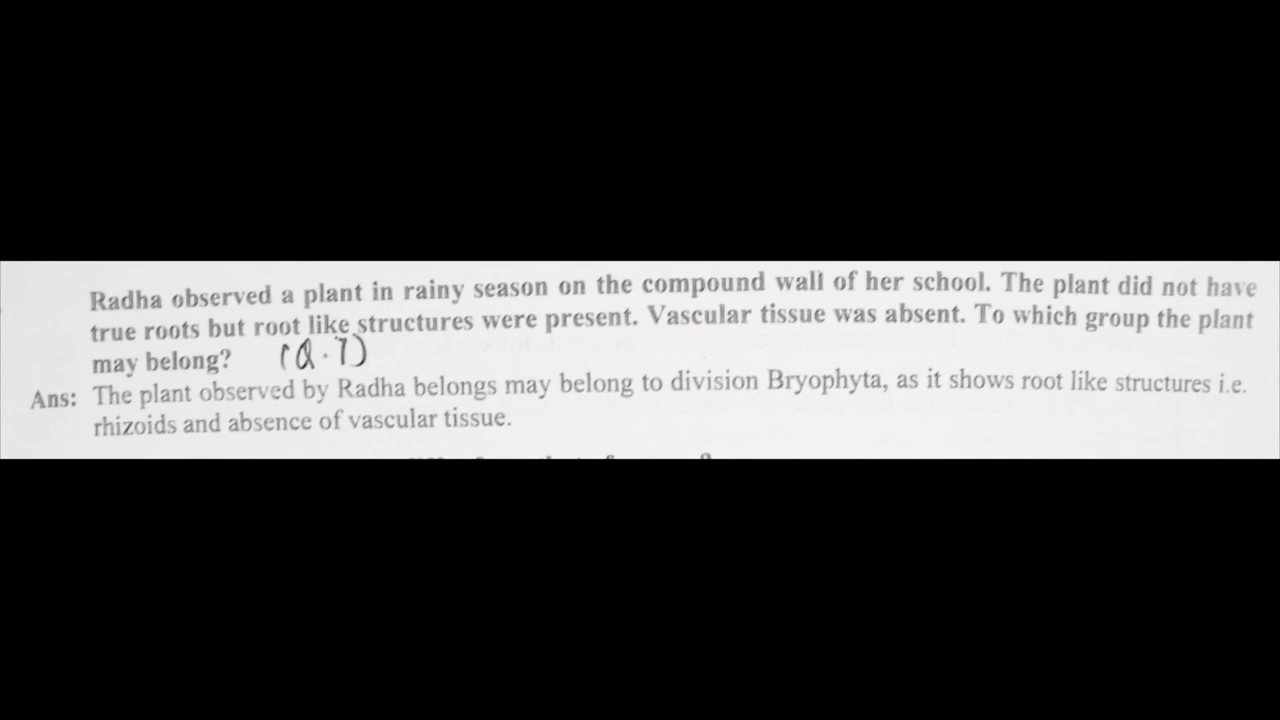 Radha observed a plant in rainy season on the compound wall of her school. The plant did not have
true roots but root like structures were present. Vascular tissue was absent. To which group the plant
may belong? (Q.7)
Ans: The plant observed by Radha belongs may belong to division Bryophyta, as it shows root like structures i.e.
rhizoids and absence of vascular tissue.